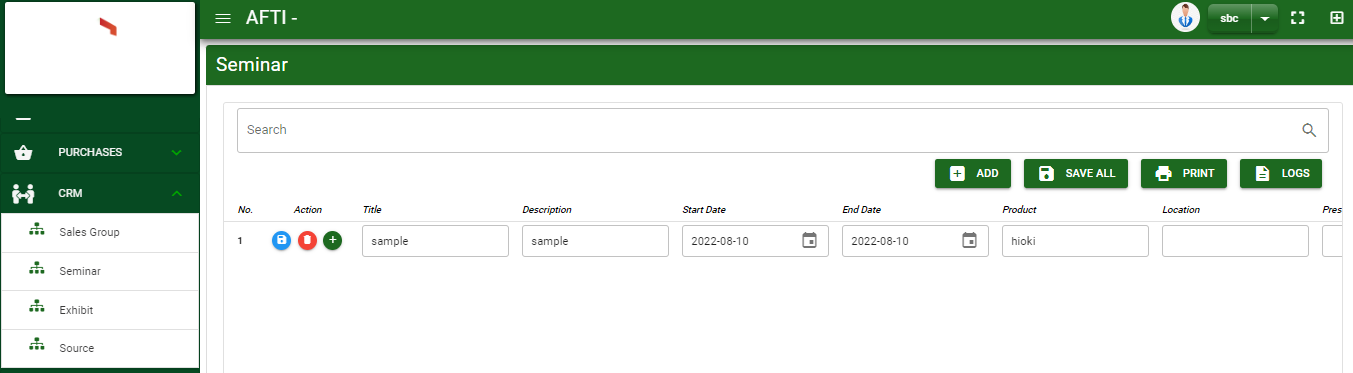 AFTI -
sbc
Seminar
Search
PURCHASES
CRM
Sales Group
Seminar
Exhibit
Source
ADD
SAVE ALL
PRINT
LOGS
No. Action Title Description Start Date End Date Product Location Pres
1 sample sample 2022-08-10 2022-08-10 hioki